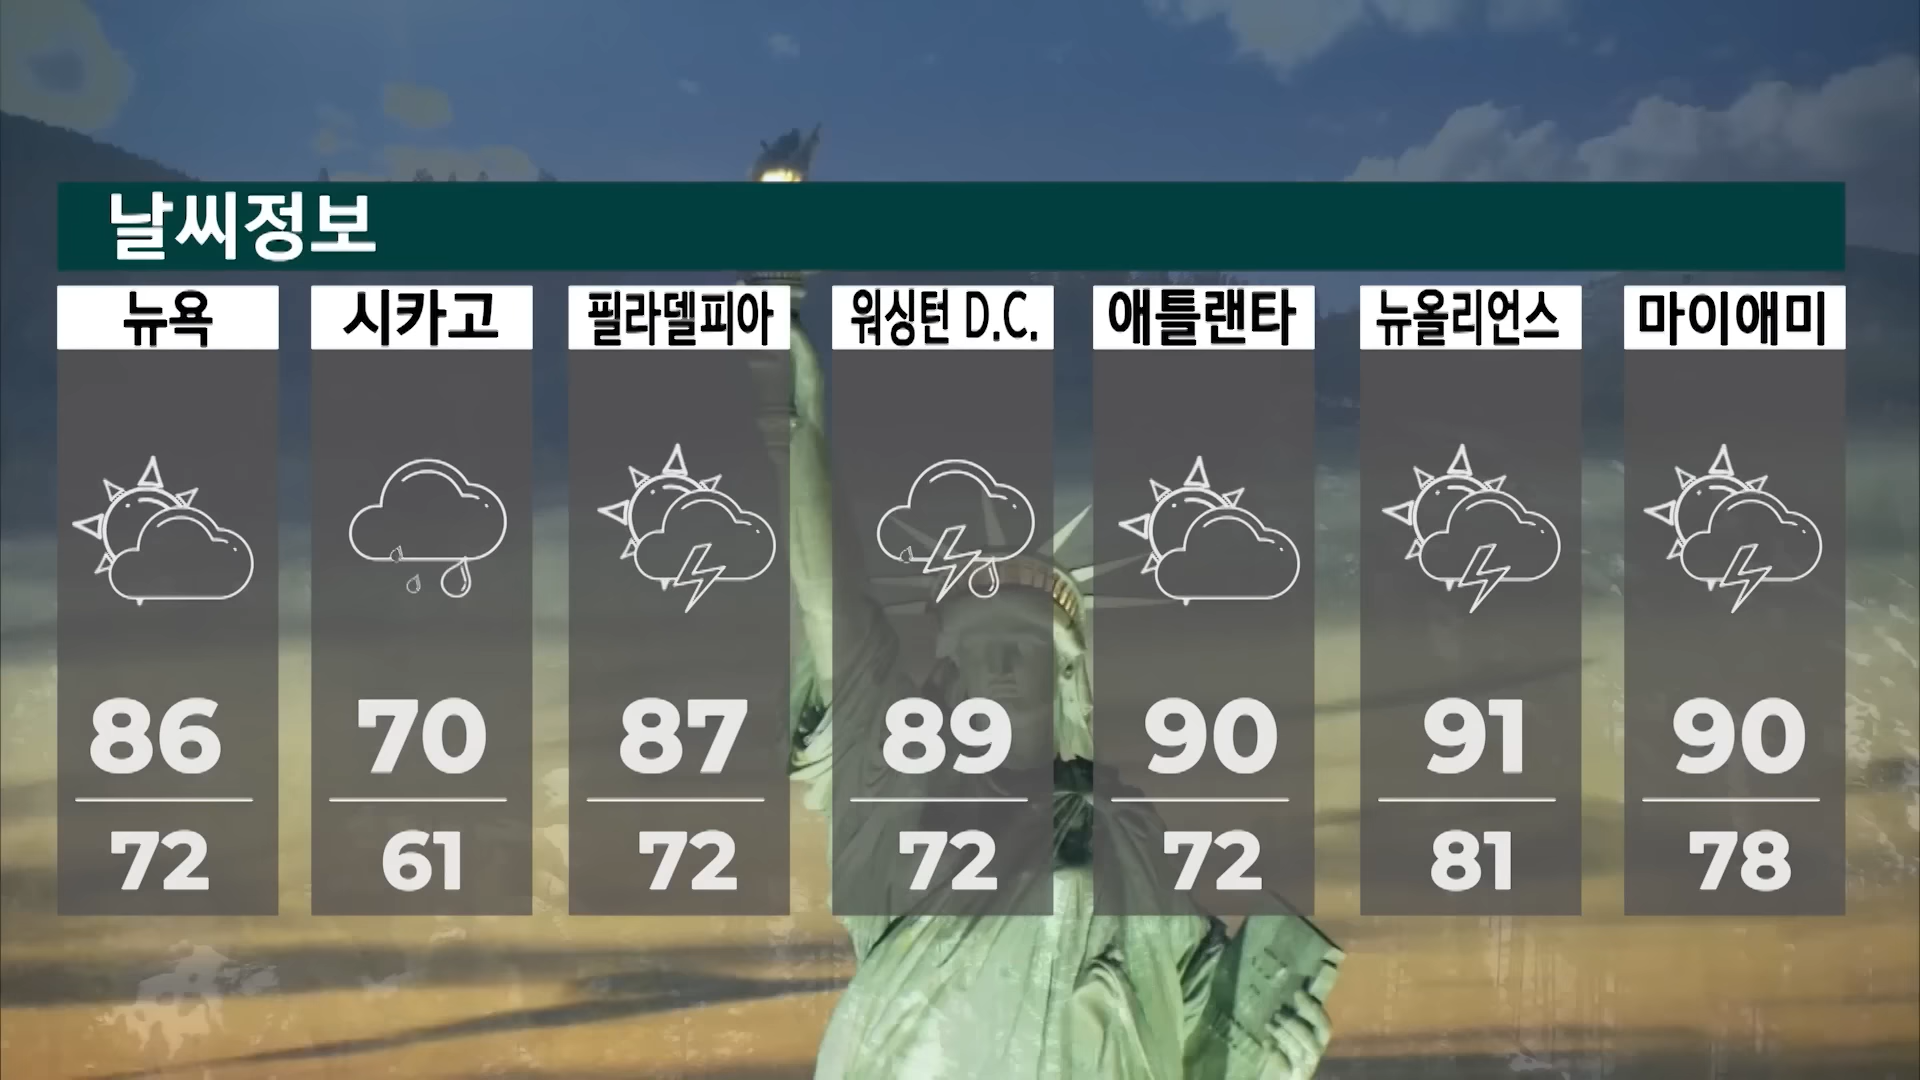 날씨정보
뉴욕 시카고 필라델피아 워싱턴 D.C. 애틀랜타 뉴올리언스 마이애미
86 70 87 89 90 91 90
72 61 72 72 72 81 78